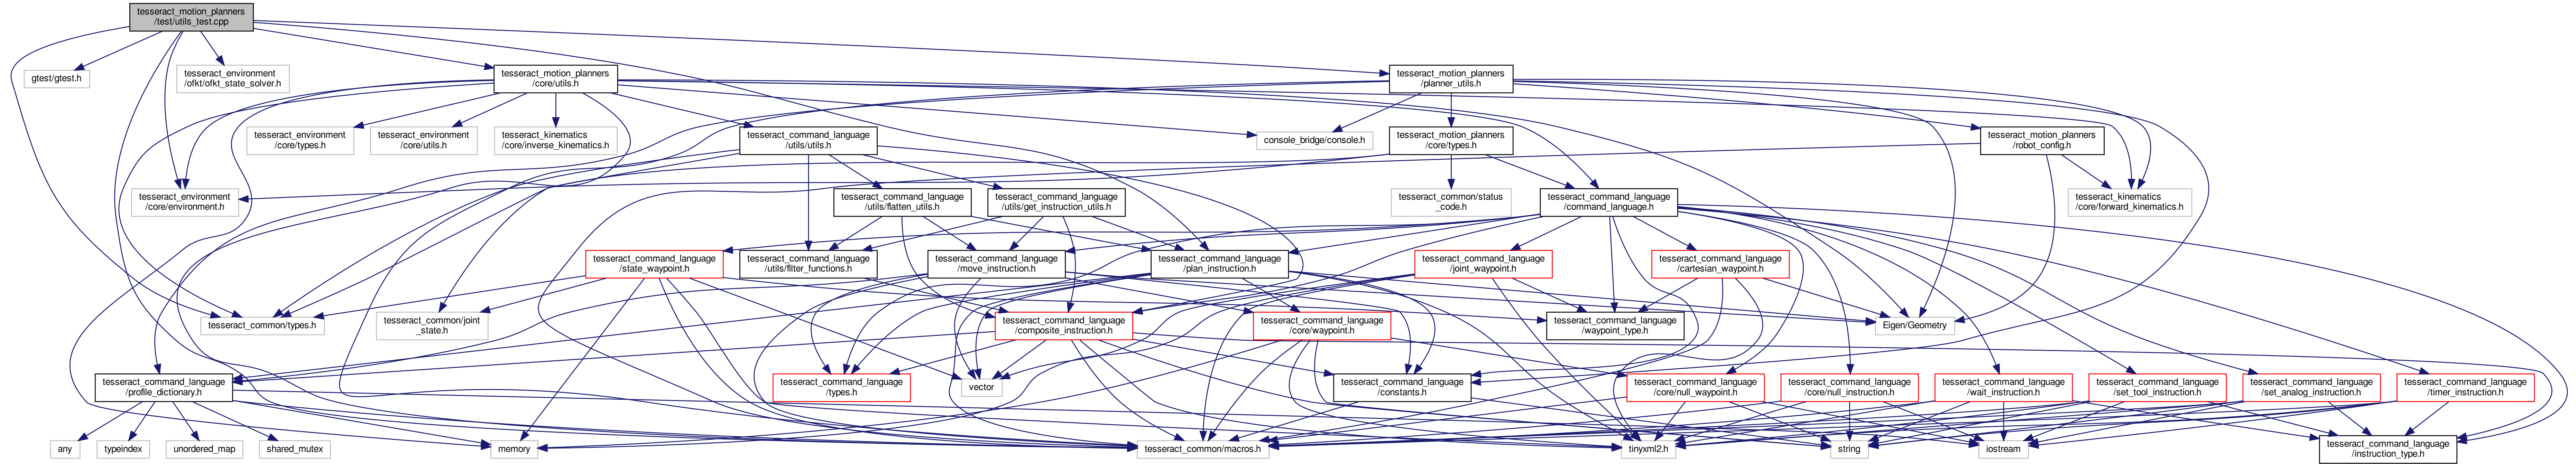 tesseract_motion_planners
/test/utils_test.cpp
gtest/gtest.h
tesseract_environment
/ofkt/ofkt_state_solver.h
tesseract_motion_planners
/core/utils.h
tesseract_motion_planners
/planner_utils.h
tesseract_environment
/core/types.h
tesseract_environment
/core/utils.h
tesseract_kinematics
/core/inverse_kinematics.h
tesseract_command_language
/utils/utils.h
console_bridge/console.h
tesseract_motion_planners
/core/types.h
tesseract_motion_planners
/robot_config.h
tesseract_environment
/core/environment.h
tesseract_command_language
/utils/flatten_utils.h
tesseract_command_language
/utils/get_instruction_utils.h
tesseract_common/status
_code.h
tesseract_command_language
/command_language.h
tesseract_kinematics
/core/forward_kinematics.h
tesseract_command_language
/state_waypoint.h
tesseract_command_language
/utils/filter_functions.h
tesseract_command_language
/move_instruction.h
tesseract_command_language
/plan_instruction.h
tesseract_command_language
/joint_waypoint.h
tesseract_command_language
/cartesian_waypoint.h
tesseract_common/types.h
tesseract_common/joint
_state.h
tesseract_command_language
/composite_instruction.h
tesseract_command_language
/core/waypoint.h
tesseract_command_language
/waypoint_type.h
Eigen/Geometry
tesseract_command_language
/profile_dictionary.h
tesseract_command_language
/types.h
vector
tesseract_command_language
/constants.h
tesseract_command_language
/core/null_waypoint.h
tesseract_command_language
/core/null_instruction.h
tesseract_command_language
/wait_instruction.h
tesseract_command_language
/set_tool_instruction.h
tesseract_command_language
/set_analog_instruction.h
tesseract_command_language
/timer_instruction.h
any
typeindex
unordered_map
shared_mutex
memory
tesseract_common/macros.h
tinyxml2.h
string
iostream
tesseract_command_language
/instruction_type.h